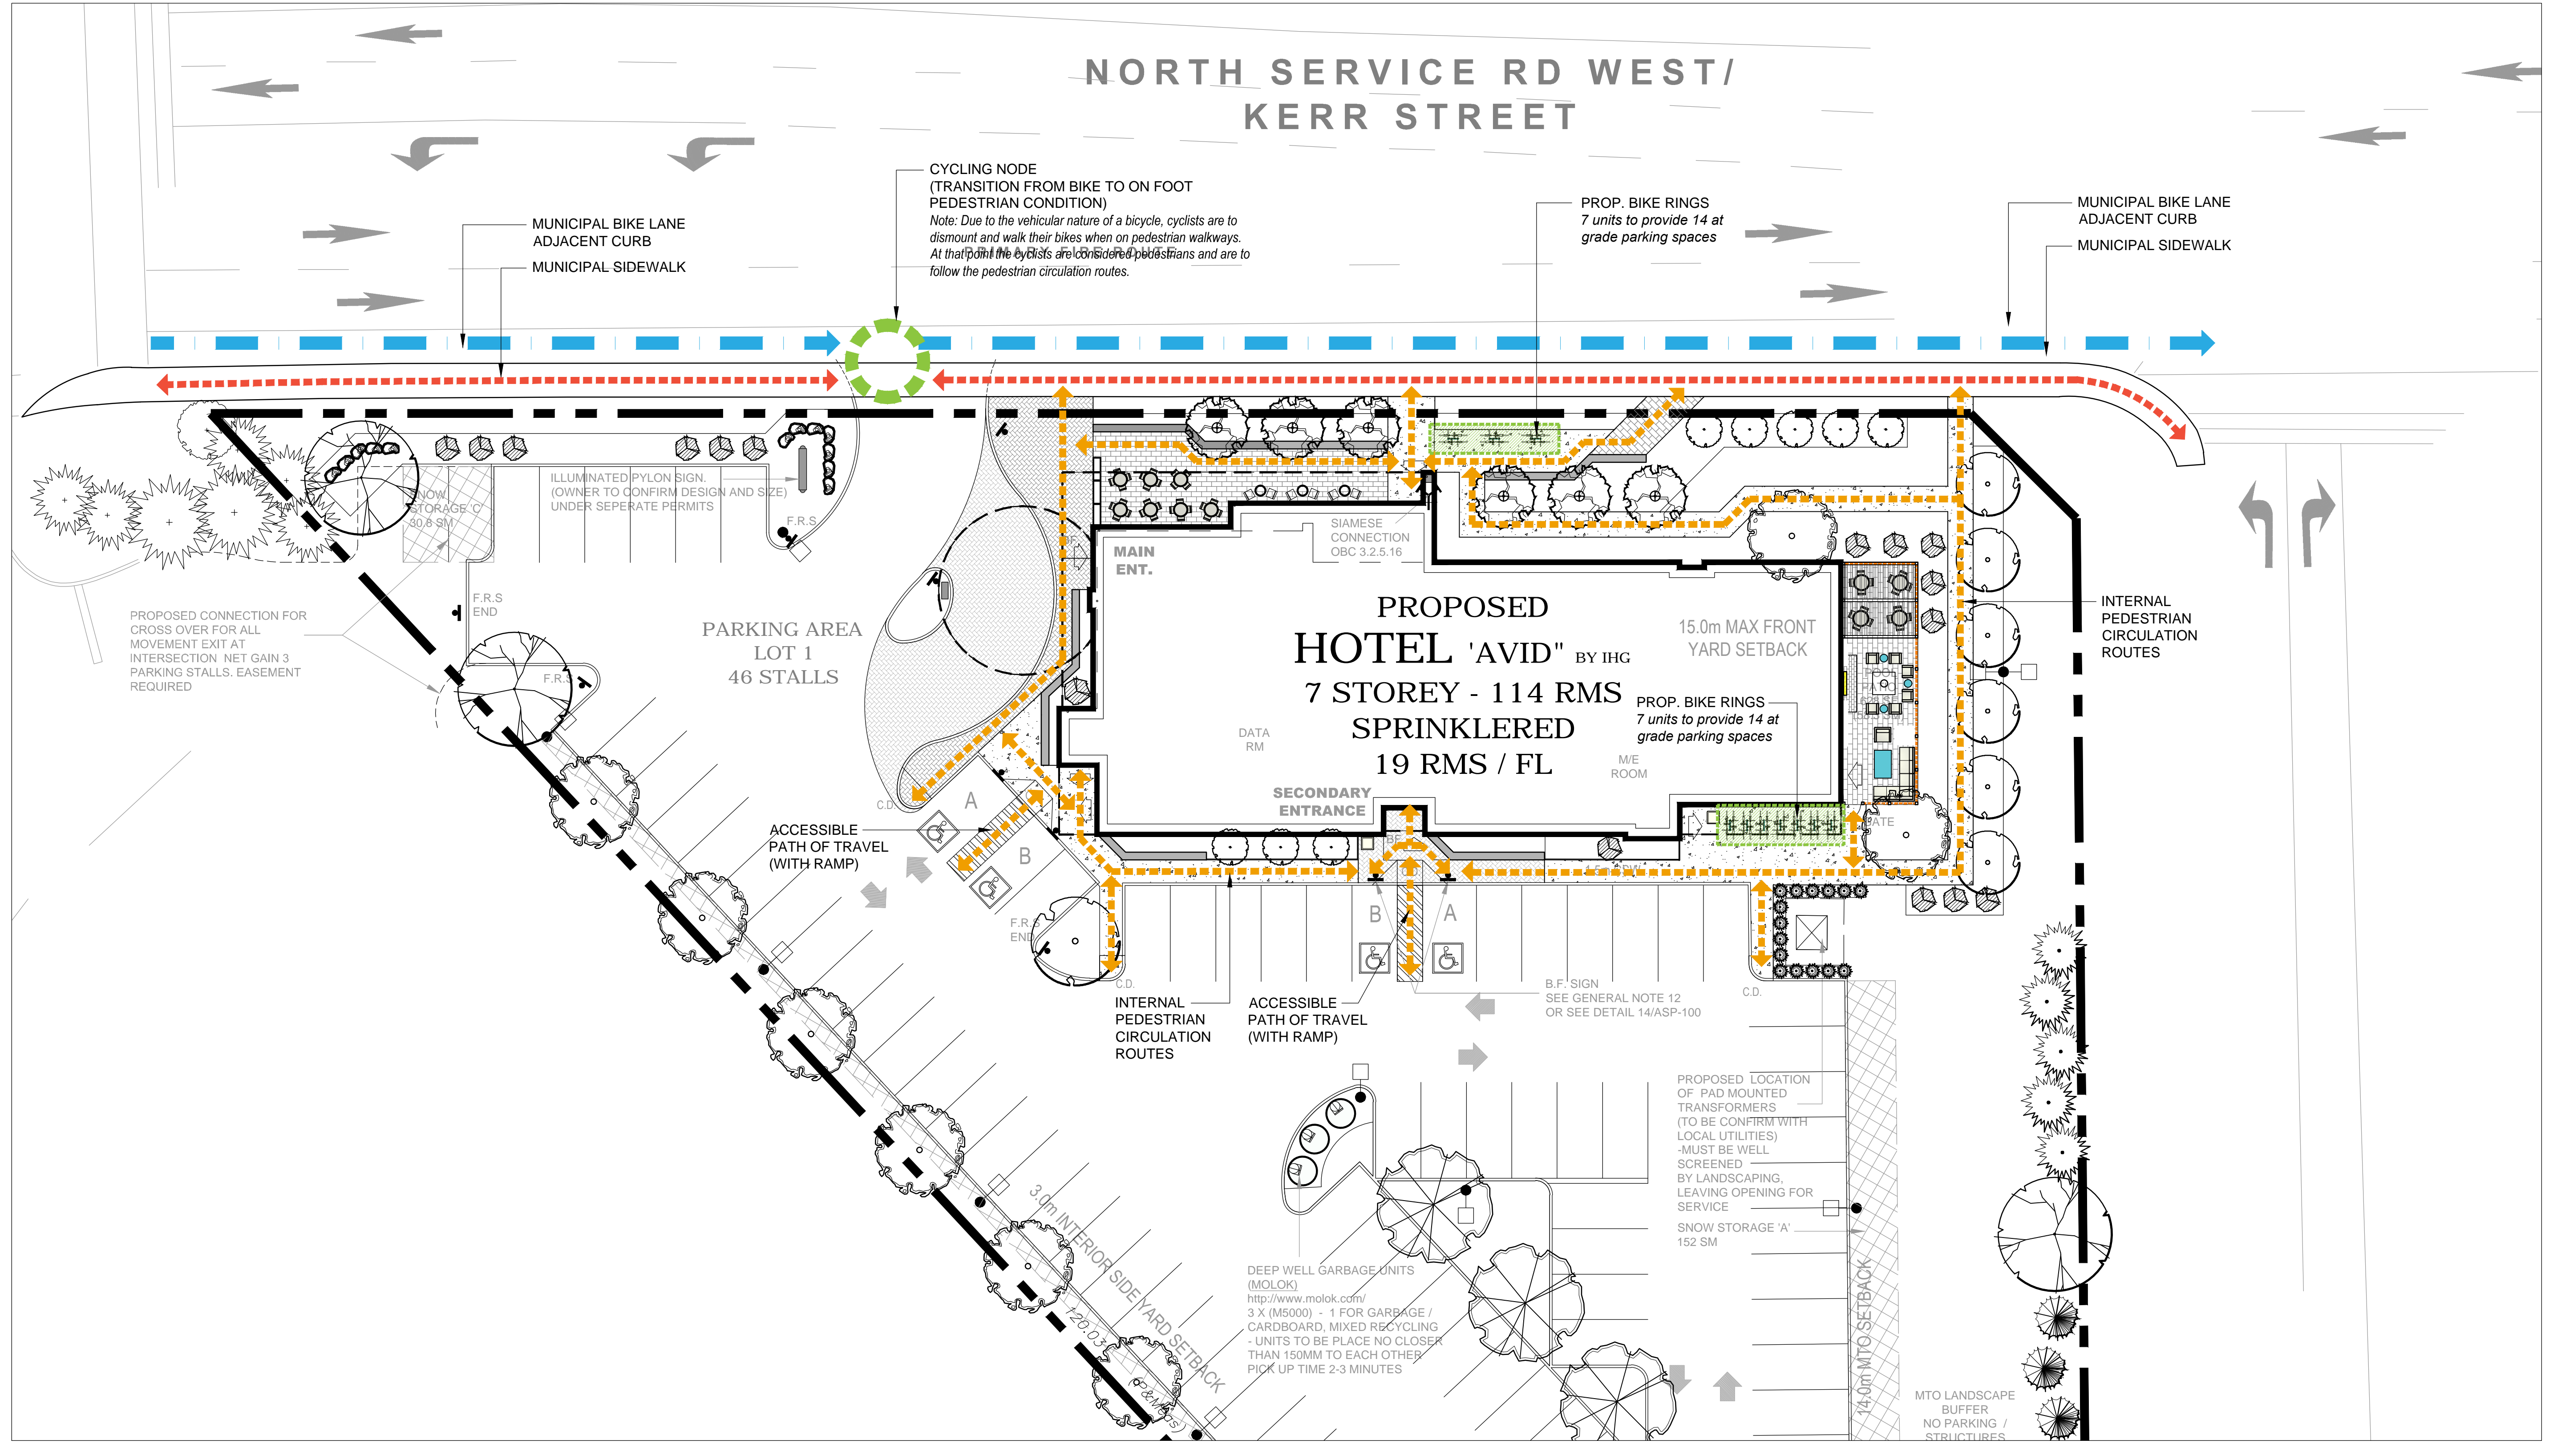 NORTH SERVICE RD WEST/
KERR STREET
CYCLING NODE
(TRANSITION FROM BIKE TO ON FOOT
PEDESTRIAN CONDITION)
Note: Due to the vehicular nature of a bicycle, cyclists are to
dismount and walk their bikes when on pedestrian walkways.
At that point the cyclists are considered pedestrians and are to
follow the pedestrian circulation routes.
PRIMARY FIRE ROUTE
MUNICIPAL BIKE LANE
ADJACENT CURB
MUNICIPAL SIDEWALK
PROP. BIKE RINGS
7 units to provide 14 at
grade parking spaces
MUNICIPAL BIKE LANE
ADJACENT CURB
MUNICIPAL SIDEWALK
SNOW
STORAGE 'C'
30.8 SM
ILLUMINATED PYLON SIGN.
(OWNER TO CONFIRM DESIGN AND SIZE)
UNDER SEPERATE PERMITS
F.R.S
F.R.S
END
F.R.S
PROPOSED CONNECTION FOR
CROSS OVER FOR ALL
MOVEMENT EXIT AT
INTERSECTION NET GAIN 3
PARKING STALLS. EASEMENT
REQUIRED
PARKING AREA
LOT 1
46 STALLS
BF
MAIN
ENT.
SIAMESE
CONNECTION
OBC 3.2.5.16
PROPOSED
HOTEL 'AVID" BY IHG
7 STOREY - 114 RMS
SPRINKLERED
19 RMS / FL
15.0m MAX FRONT
YARD SETBACK
PROP. BIKE RINGS
7 units to provide 14 at
grade parking spaces
DATA
RM
M/E
ROOM
SECONDARY
ENTRANCE
POOL
PATIO
GATE
BF
INTERNAL
PEDESTRIAN
CIRCULATION
ROUTES
C.D.
A
B
ACCESSIBLE
PATH OF TRAVEL
(WITH RAMP)
F.R.S
END
B
A
C.D.
C.D.
INTERNAL
PEDESTRIAN
CIRCULATION
ROUTES
ACCESSIBLE
PATH OF TRAVEL
(WITH RAMP)
B.F. SIGN
SEE GENERAL NOTE 12
OR SEE DETAIL 14/ASP-100
PROPOSED LOCATION
OF PAD MOUNTED
TRANSFORMERS
(TO BE CONFIRM WITH
LOCAL UTILITIES)
-MUST BE WELL
SCREENED
BY LANDSCAPING,
LEAVING OPENING FOR
SERVICE
SNOW STORAGE 'A'
152 SM
3.0m INTERIOR SIDE YARD SETBACK
120.03
(P&Meas)
DEEP WELL GARBAGE UNITS
(MOLOK)
http://www.molok.com/
3 X (M5000) - 1 FOR GARBAGE /
CARDBOARD, MIXED RECYCLING
- UNITS TO BE PLACE NO CLOSER
THAN 150MM TO EACH OTHER
PICK UP TIME 2-3 MINUTES
14.0m MTO SETBACK
MTO LANDSCAPE
BUFFER
NO PARKING /
STRUCTURES